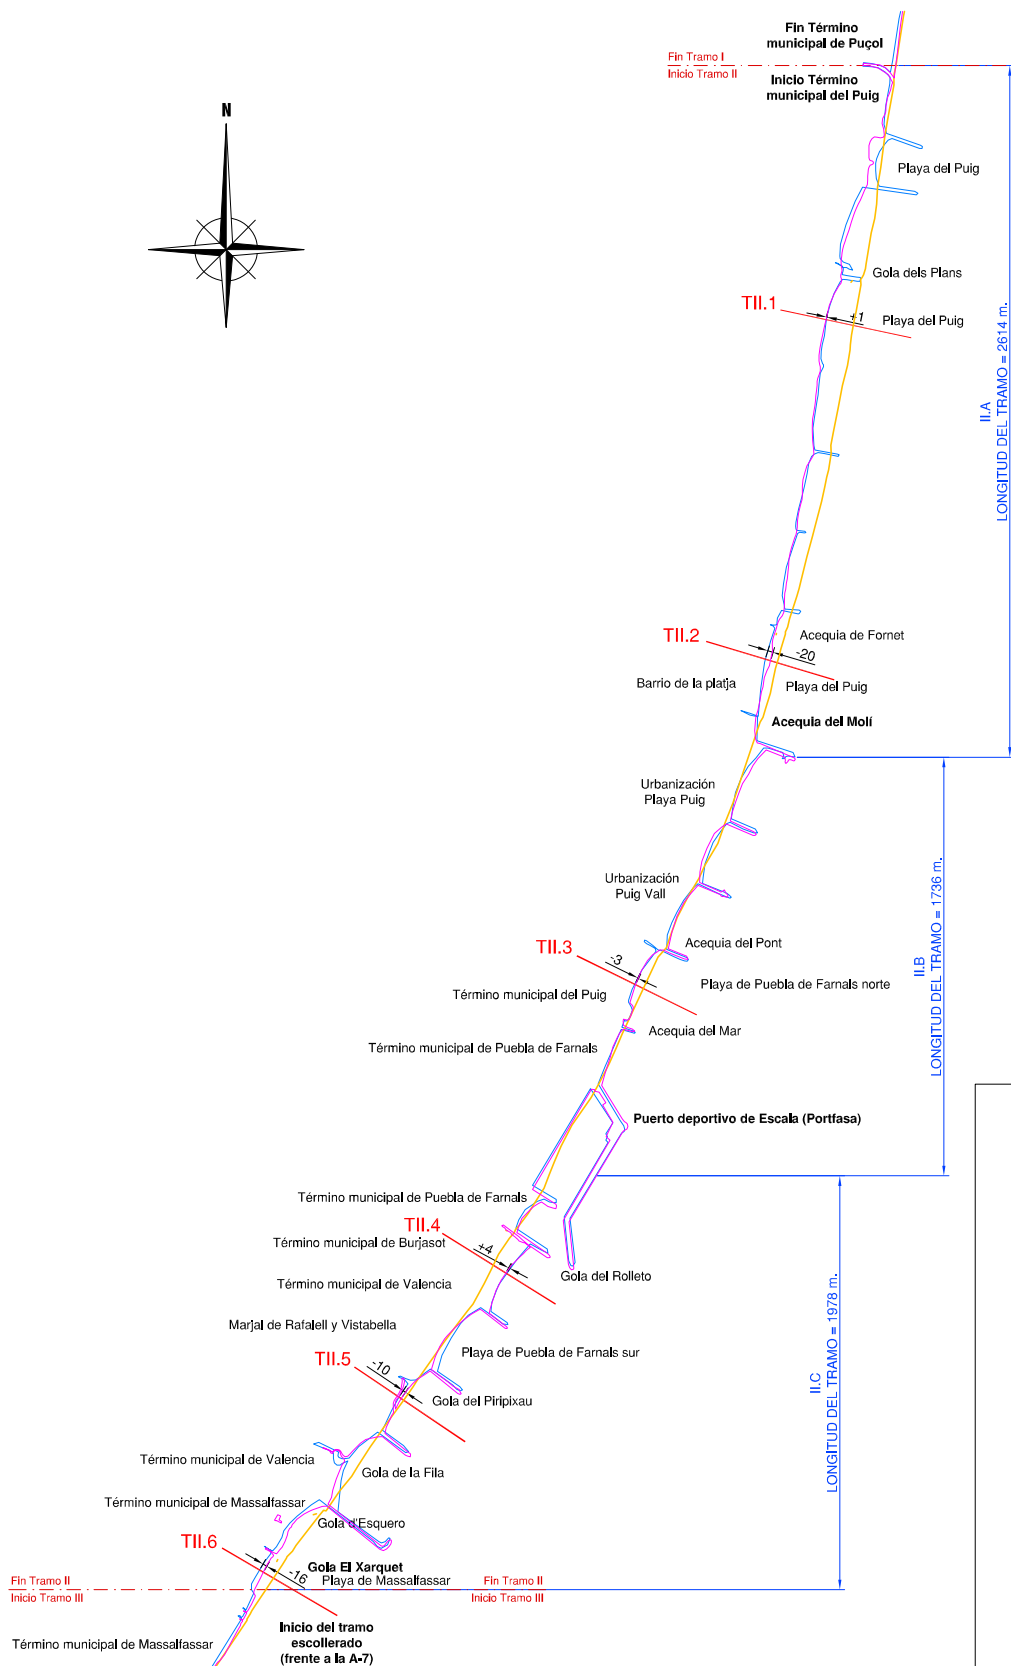 Fin Término
municipal de Puçol
Fin Tramo I
Inicio Tramo II
Inicio Término
municipal del Puig
N
Playa del Puig
Gola dels Plans
TII.1
+1
Playa del Puig
II.A
LONGITUD DEL TRAMO = 2614 m.
TII.2
-20
Acequia de Fornet
Barrio de la platja
Playa del Puig
Acequia del Molí
Urbanización
Playa Puig
Urbanización
Puig Vall
II.B
LONGITUD DEL TRAMO = 1736 m.
TII.3
-3
Acequia del Pont
Término municipal del Puig
Playa de Puebla de Farnals norte
Acequia del Mar
Término municipal de Puebla de Farnals
Puerto deportivo de Escala (Portfasa)
Término municipal de Puebla de Farnals
TII.4
+4
Término municipal de Burjasot
Gola del Rolleto
Término municipal de Valencia
Marjal de Rafalell y Vistabella
Playa de Puebla de Farnals sur
TII.5
-10
Gola del Piripixau
II.C
LONGITUD DEL TRAMO = 1978 m.
Término municipal de Valencia
Gola de la Fila
Término municipal de Massalfassar
Gola d'Esquero
TII.6
-16
Gola El Xarquet
Playa de Massalfassar
Fin Tramo II
Inicio Tramo III
Fin Tramo II
Inicio Tramo III
Inicio del tramo
escollerado
(frente a la A-7)
Término municipal de Massalfassar